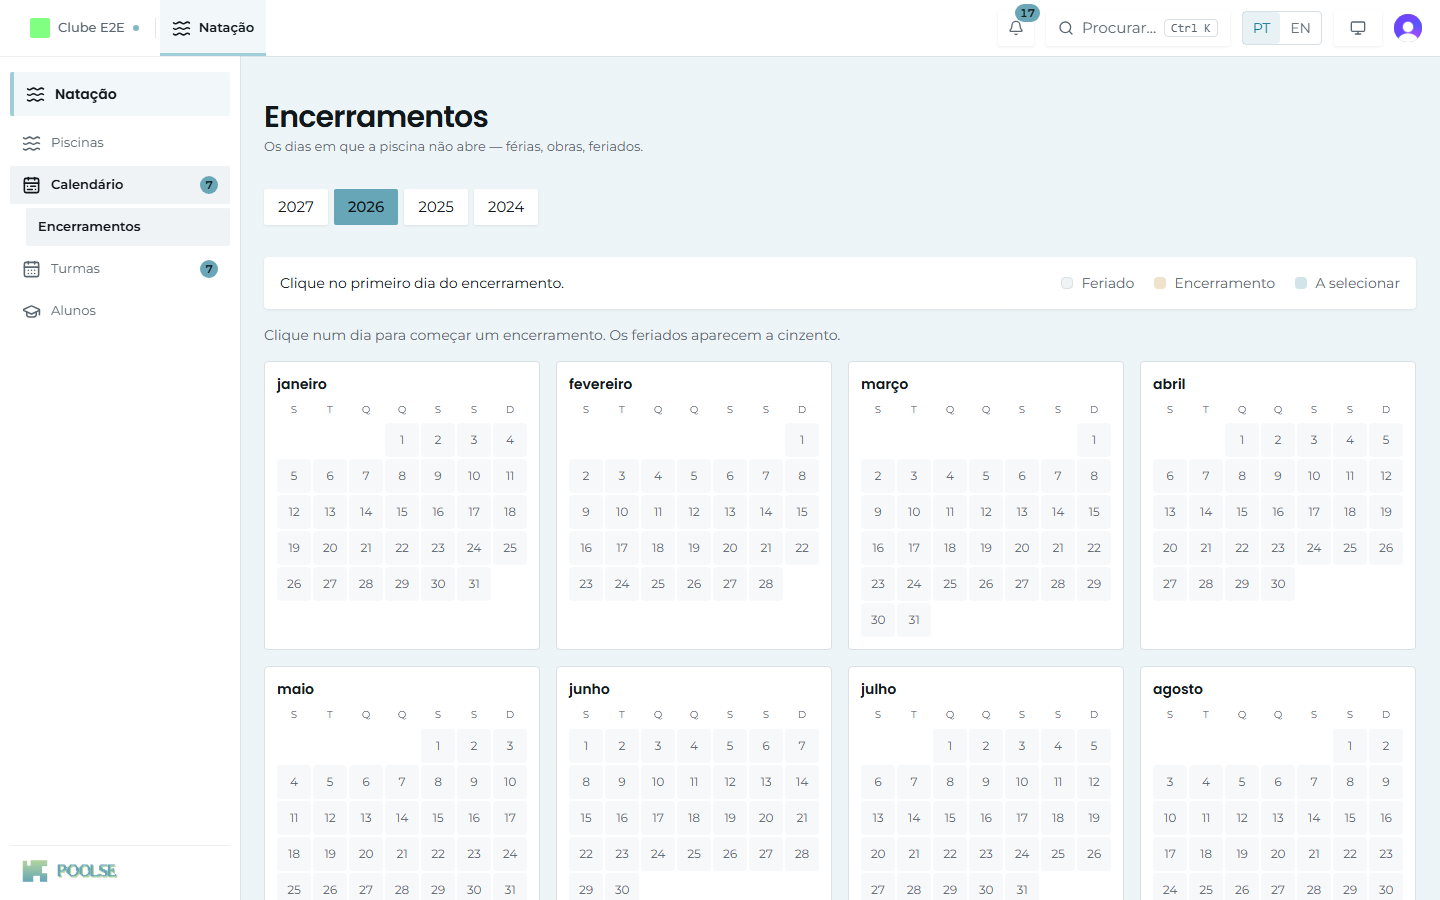 Clube E2E
Natação
17
Procurar... Ctrl K
PT EN
Natação
Piscinas
Calendário 7
Encerramentos
Turmas 7
Alunos
POOLSE
Encerramentos
Os dias em que a piscina não abre — férias, obras, feriados.
2027 2026 2025 2024
Clique no primeiro dia do encerramento.
Feriado Encerramento A selecionar
Clique num dia para começar um encerramento. Os feriados aparecem a cinzento.
janeiro
S T Q Q S S D
1 2 3 4
5 6 7 8 9 10 11
12 13 14 15 16 17 18
19 20 21 22 23 24 25
26 27 28 29 30 31
fevereiro
S T Q Q S S D
1
2 3 4 5 6 7 8
9 10 11 12 13 14 15
16 17 18 19 20 21 22
23 24 25 26 27 28
março
S T Q Q S S D
1
2 3 4 5 6 7 8
9 10 11 12 13 14 15
16 17 18 19 20 21 22
23 24 25 26 27 28 29
30 31
abril
S T Q Q S S D
1 2 3 4 5
6 7 8 9 10 11 12
13 14 15 16 17 18 19
20 21 22 23 24 25 26
27 28 29 30
maio
S T Q Q S S D
1 2 3
4 5 6 7 8 9 10
11 12 13 14 15 16 17
18 19 20 21 22 23 24
25 26 27 28 29 30 31
junho
S T Q Q S S D
1 2 3 4 5 6 7
8 9 10 11 12 13 14
15 16 17 18 19 20 21
22 23 24 25 26 27 28
29 30
julho
S T Q Q S S D
1 2 3 4 5
6 7 8 9 10 11 12
13 14 15 16 17 18 19
20 21 22 23 24 25 26
27 28 29 30 31
agosto
S T Q Q S S D
1 2
3 4 5 6 7 8 9
10 11 12 13 14 15 16
17 18 19 20 21 22 23
24 25 26 27 28 29 30